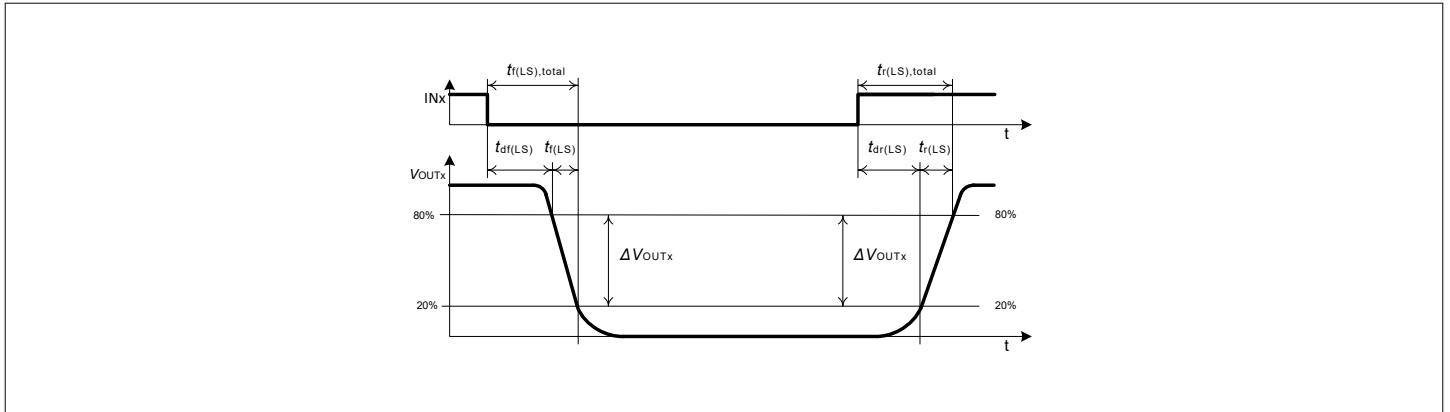 tf(LS),total tr(LS),total
INx
t
tdf(LS) tf(LS) tdr(LS) tr(LS)
VOUTx
80% 80%
ΔVOUTx ΔVOUTx
20% 20%
t